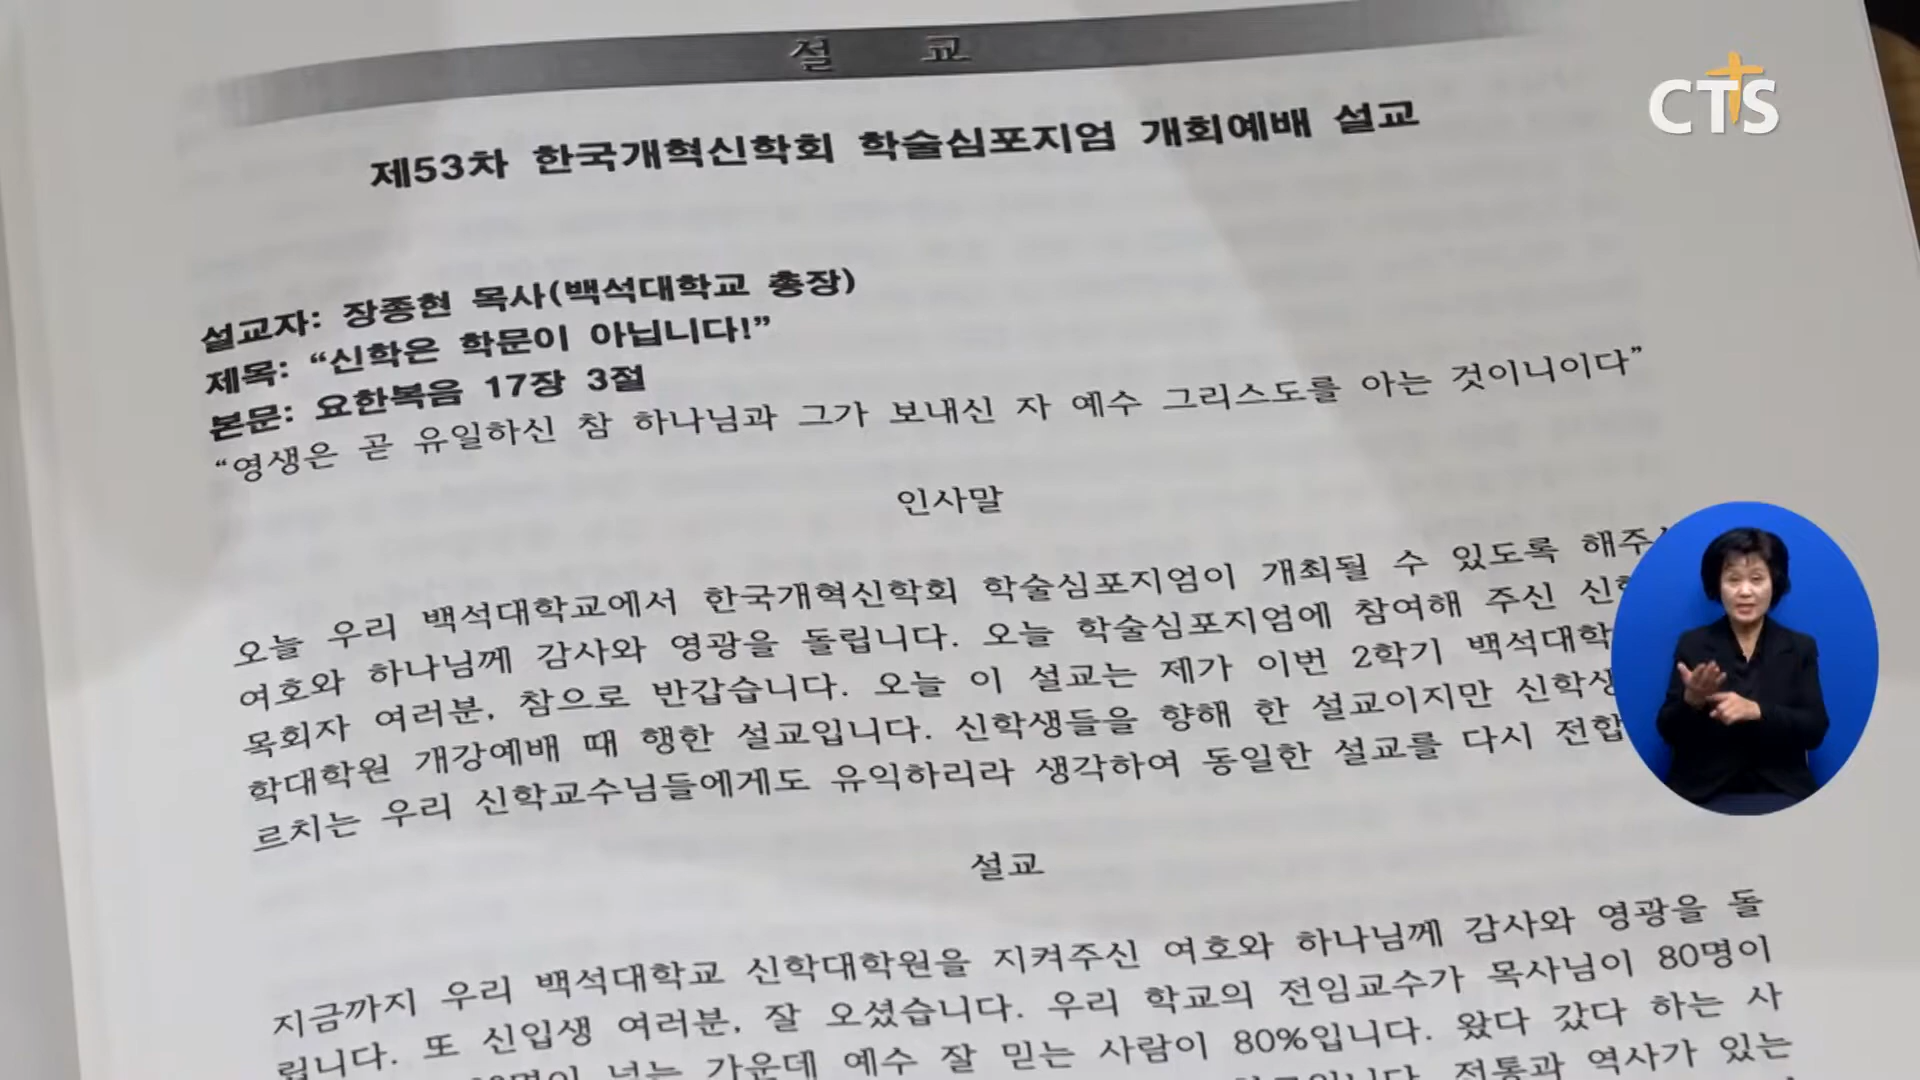 설 교
CTS
제53차 한국개혁신학회 학술심포지엄 개회예배 설교
설교자: 장종현 목사(백석대학교 총장)
제목: “신학은 학문이 아닙니다!”
본문: 요한복음 17장 3절
“영생은 곧 유일하신 참 하나님과 그가 보내신 자 예수 그리스도를 아는 것이니이다”
인사말
오늘 우리 백석대학교에서 한국개혁신학회 학술심포지엄이 개최될 수 있도록 해주
여호와 하나님께 감사와 영광을 돌립니다. 오늘 학술심포지엄에 참여해 주신
목회자 여러분, 참으로 반갑습니다. 오늘 이 설교는 제가 이번 2학기 백석대학
학대학원 개강예배 때 행한 설교입니다. 신학생들을 향해 한 설교이지만 신학생
르치는 우리 신학교수님들에게도 유익하리라 생각하여 동일한 설교를 다시 전합
설교
지금까지 우리 백석대학교 신학대학원을 지켜주신 여호와 하나님께 감사와 영광을 돌
립니다. 또 신입생 여러분, 잘 오셨습니다. 우리 학교의 전임교수가 목사님이 80명이
넘는 가운데 예수 잘 믿는 사람이 80%입니다. 왔다 갔다 하는 사
전통과 역사가 있는